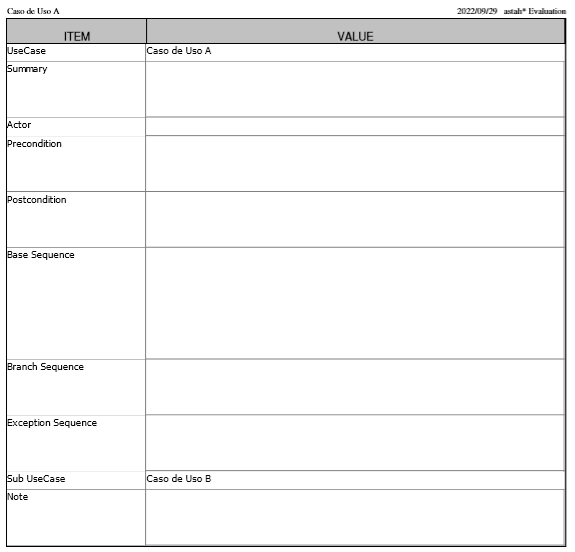 Caso de Uso A 2022/09/29 astah* Evaluation
ITEM VALUE
UseCase Caso de Uso A
Summary
Actor
Precondition
Postcondition
Base Sequence
Branch Sequence
Exception Sequence
Sub UseCase Caso de Uso B
Note